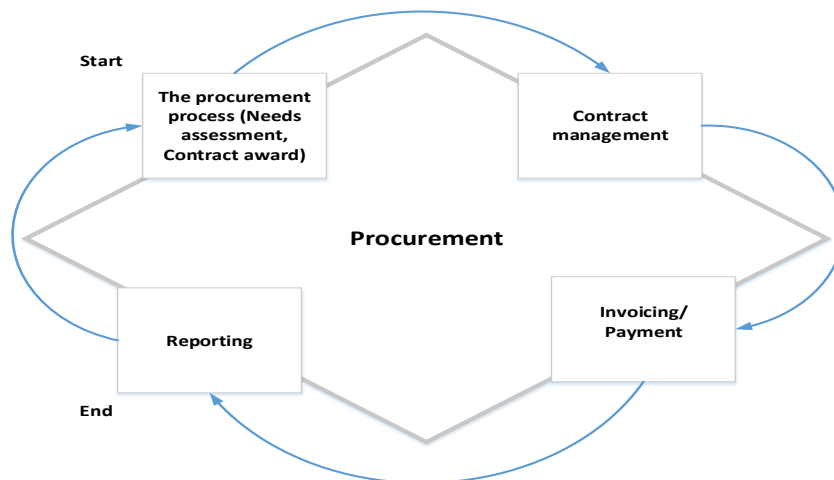 Start
The procurement
process (Needs
assessment,
Contract award)
Contract
management
Procurement
Invoicing/
Payment
Reporting
End